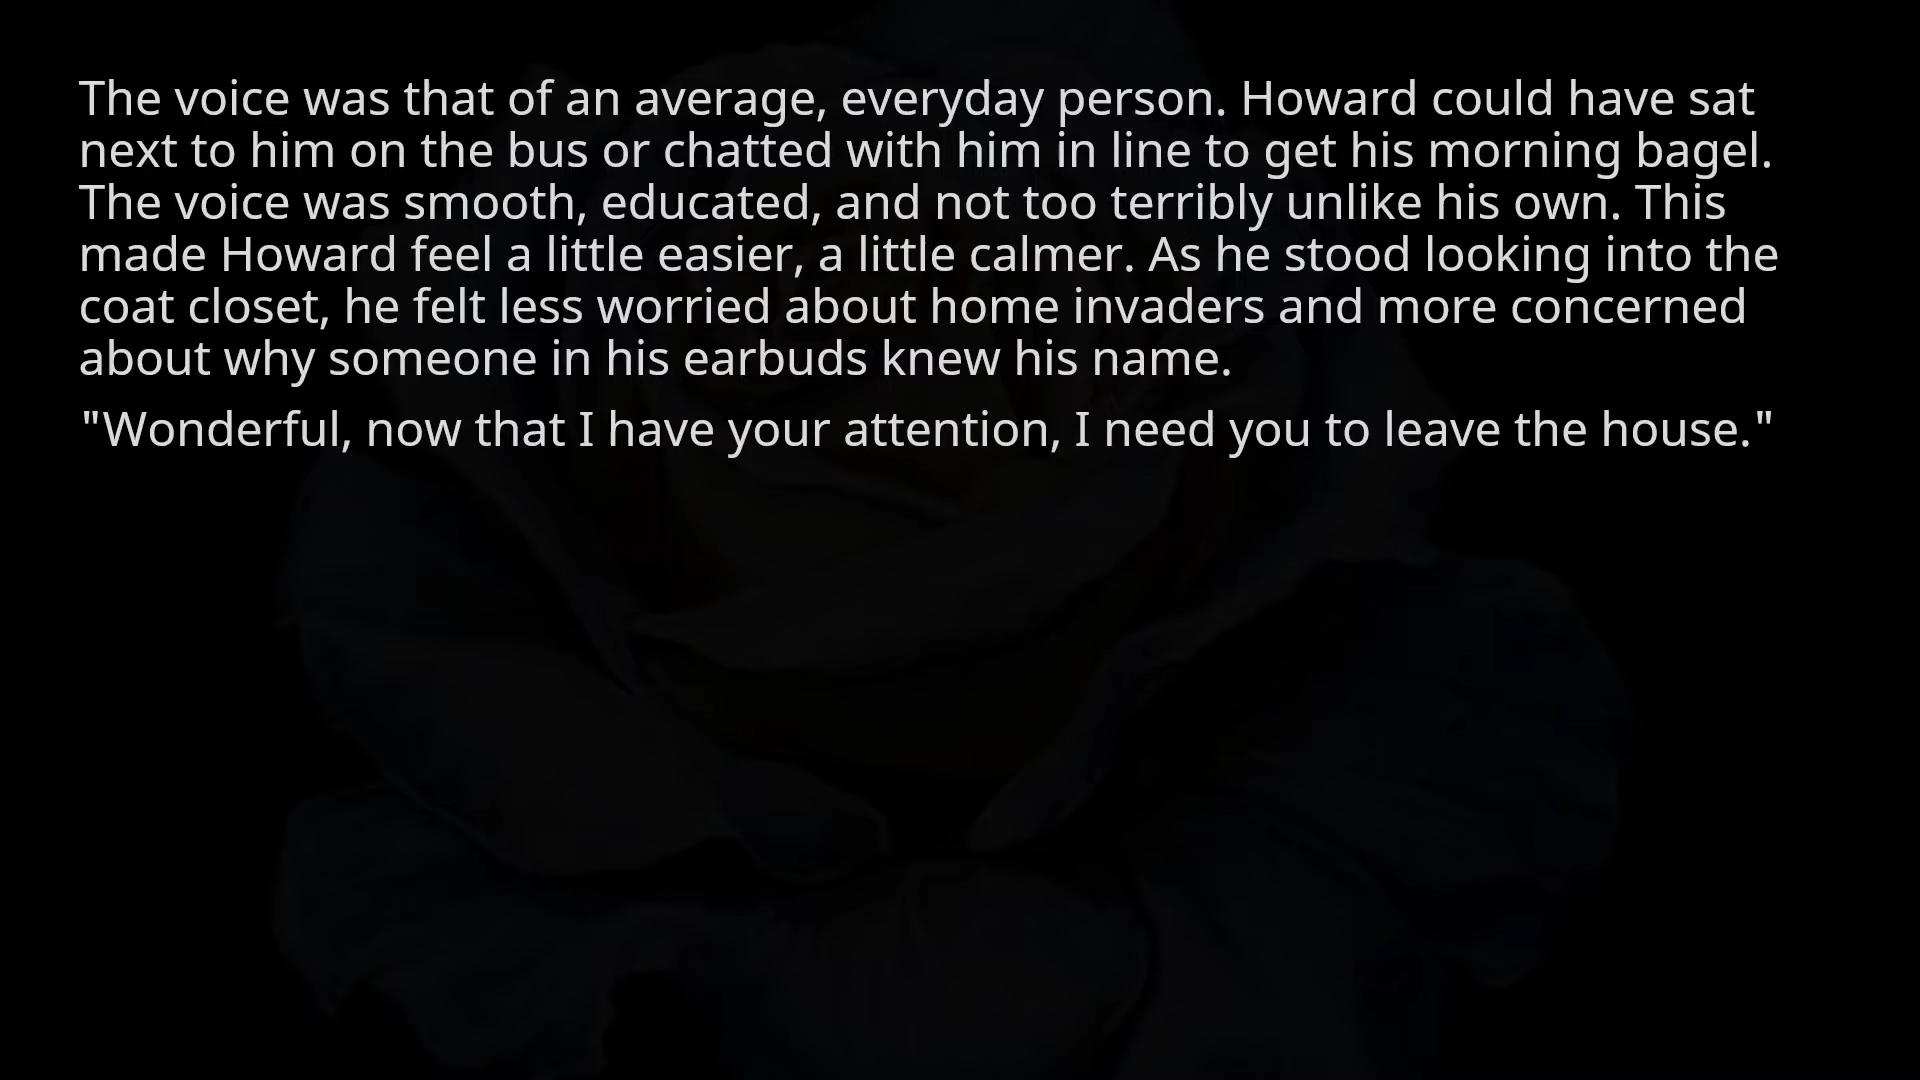 The voice was that of an average, everyday person. Howard could have sat
next to him on the bus or chatted with him in line to get his morning bagel.
The voice was smooth, educated, and not too terribly unlike his own. This
made Howard feel a little easier, a little calmer. As he stood looking into the
coat closet, he felt less worried about home invaders and more concerned
about why someone in his earbuds knew his name.
"Wonderful, now that I have your attention, I need you to leave the house."